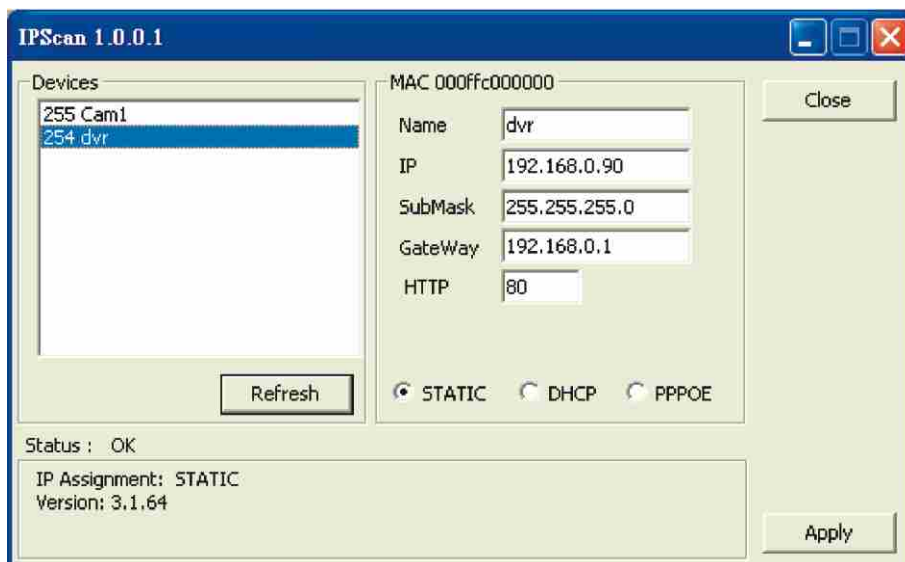 IPScan 1.0.0.1
Devices
255 Cam1
254 dvr
Refresh
MAC 000ffc000000
Name dvr
IP 192.168.0.90
SubMask 255.255.255.0
GateWay 192.168.0.1
HTTP 80
STATIC DHCP PPPOE
Close
Status : OK
IP Assignment: STATIC
Version: 3.1.64
Apply